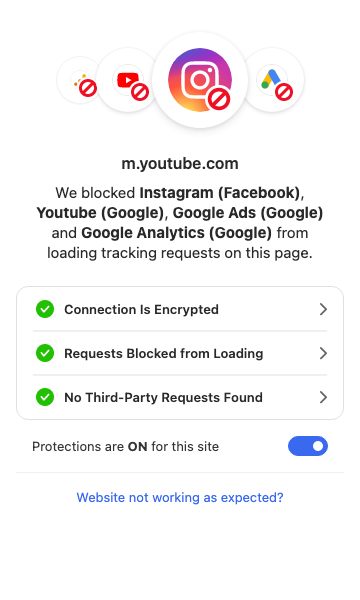 m.youtube.com
We blocked Instagram (Facebook),
Youtube (Google), Google Ads (Google)
and Google Analytics (Google) from
loading tracking requests on this page.
Connection Is Encrypted
Requests Blocked from Loading
No Third-Party Requests Found
Protections are ON for this site
Website not working as expected?